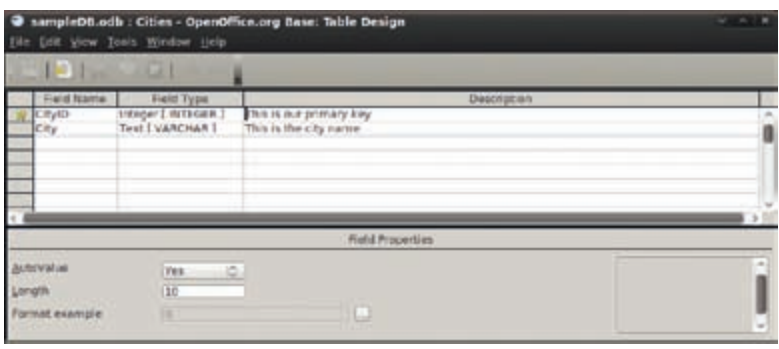 sampleDB.odb : Cities - OpenOffice.org Base: Table Design
File Edit View Tools Window Help
Field Name Field Type Description
CityID Integer [ INTEGER ] This is our primary key
City Text [ VARCHAR ] This is the city name
Field Properties
AutoValue Yes
Length 10
Format example 0